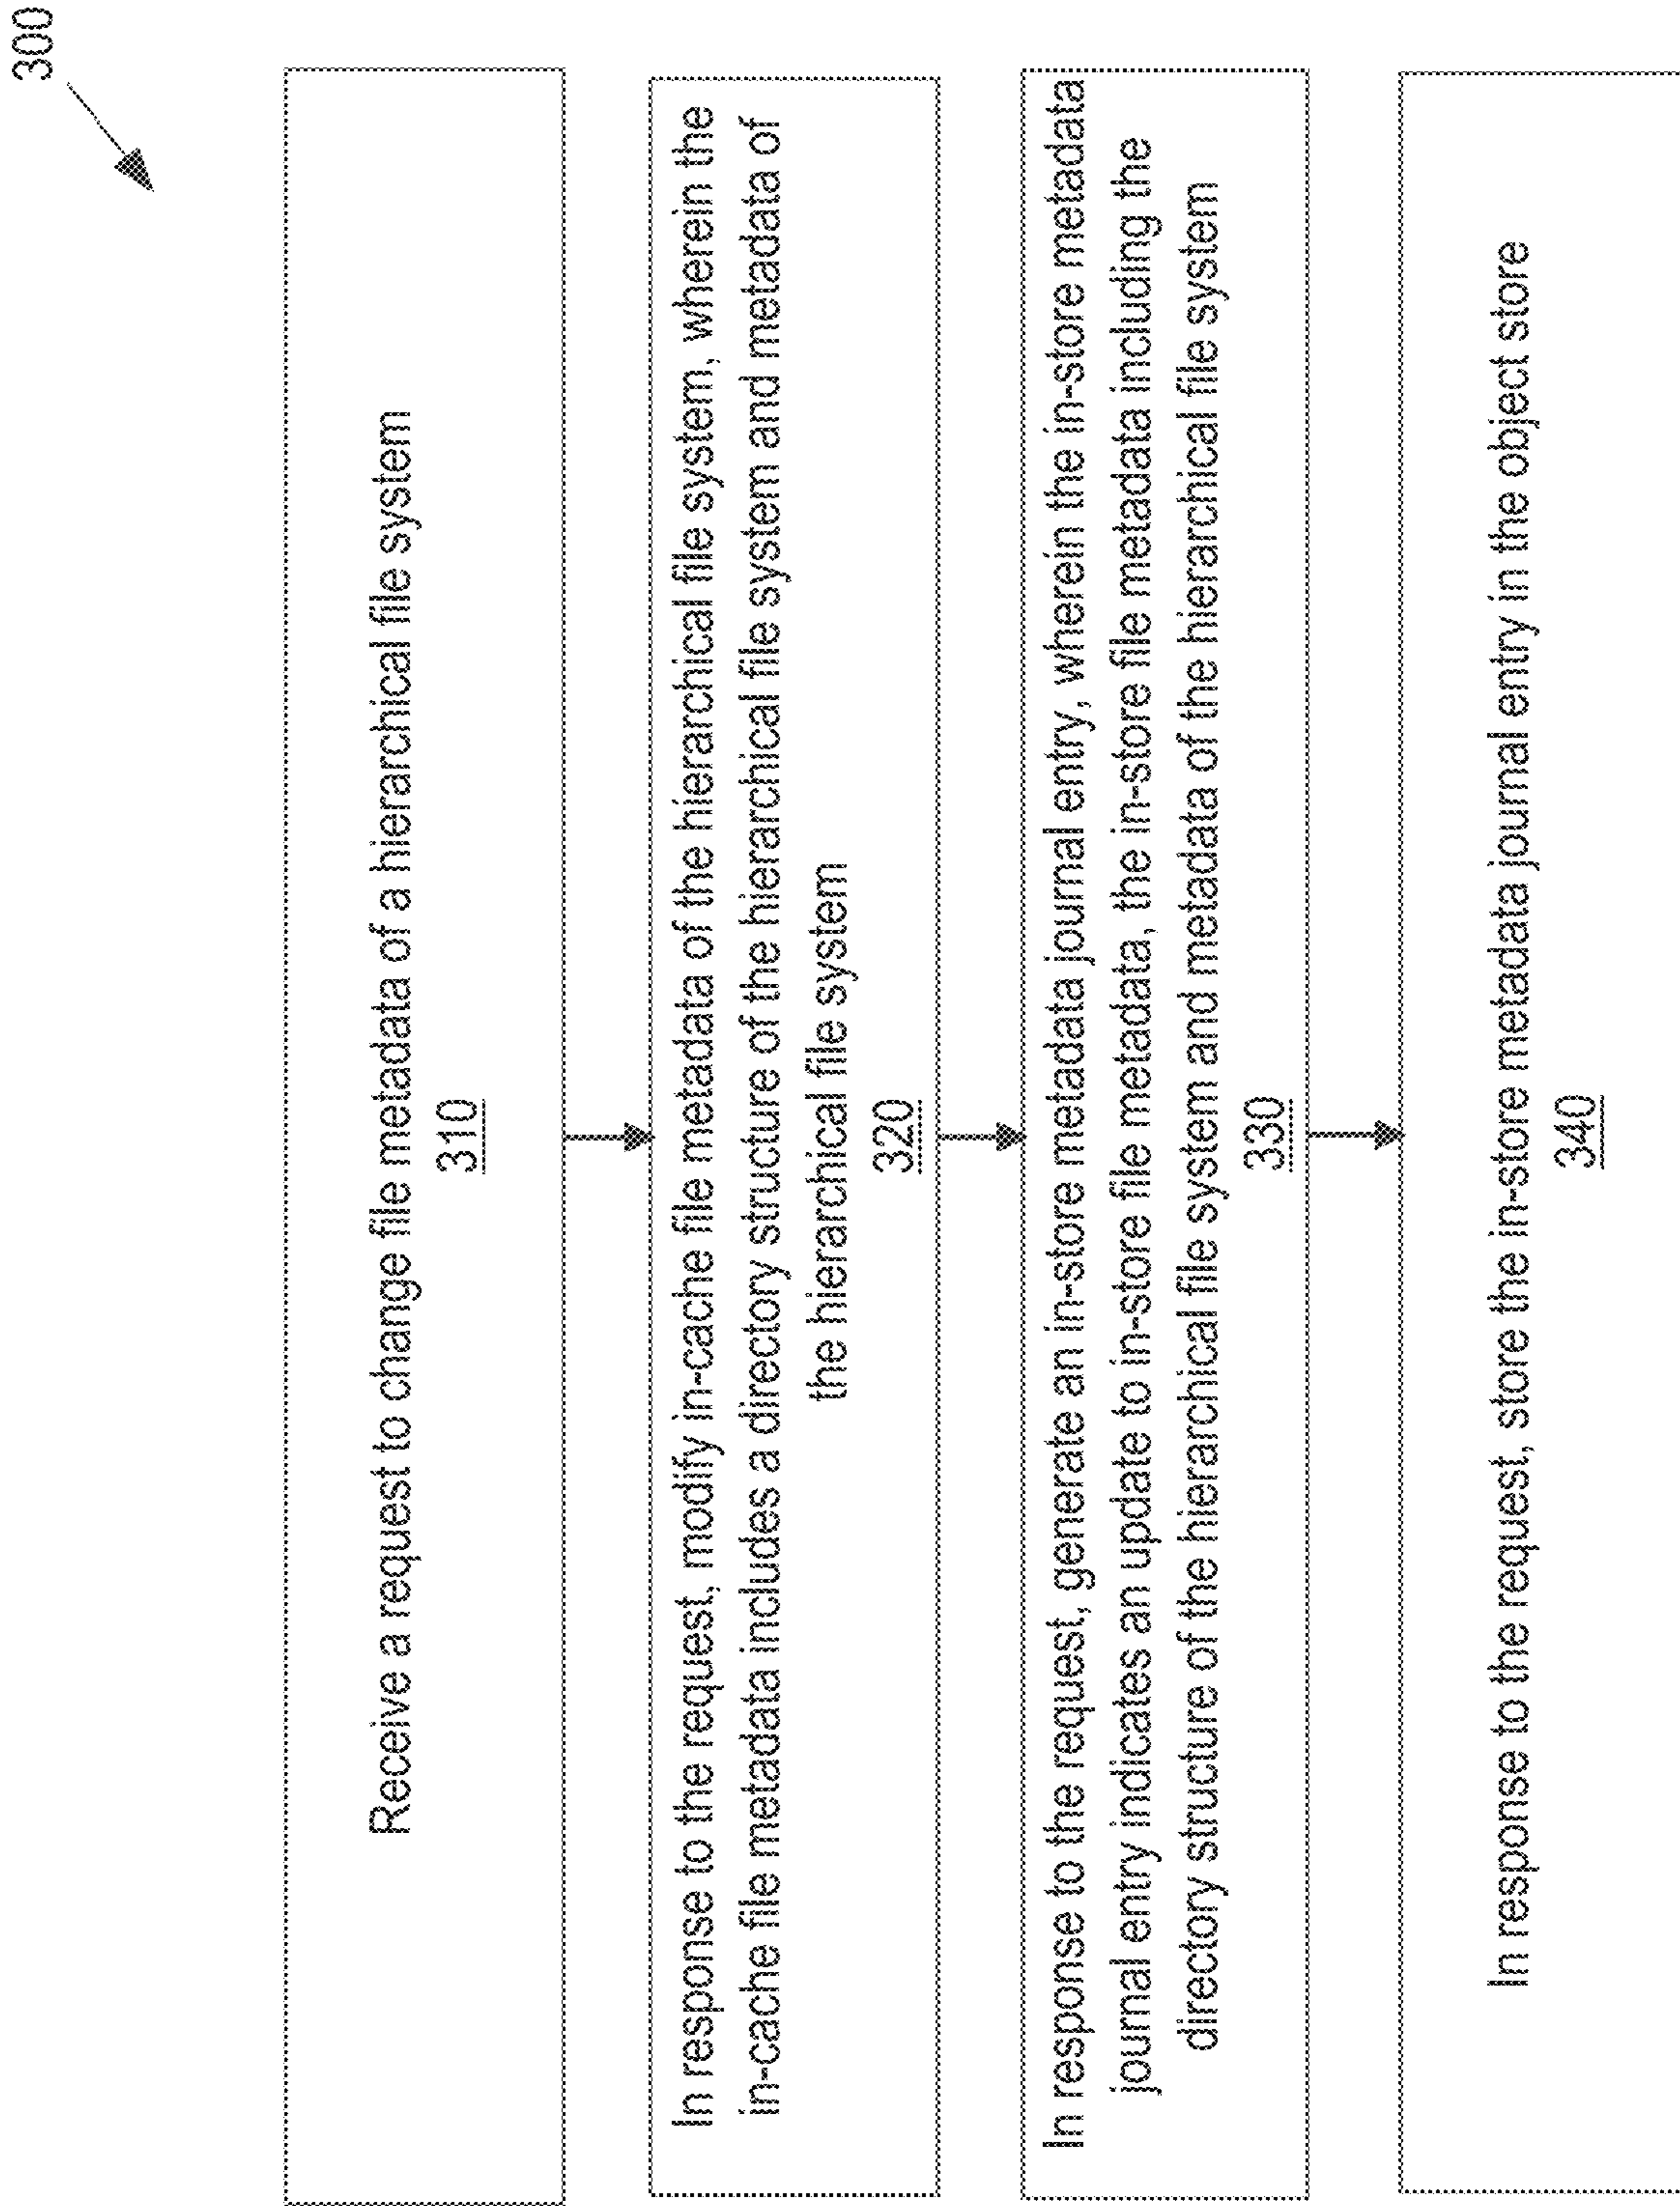 300
Receive a request to change file metadata of a hierarchical file system
310
In response to the request, modify in-cache file metadata of the hierarchical file system, wherein the
in-cache file metadata includes a directory structure of the hierarchical file system and metadata of
the hierarchical file system
320
In response to the request, generate an in-store metadata journal entry, wherein the in-store metadata
journal entry indicates an update to in-store file metadata, the in-store file metadata including the
directory structure of the hierarchical file system and metadata of the hierarchical file system
330
In response to the request, store the in-store metadata journal entry in the object store
340